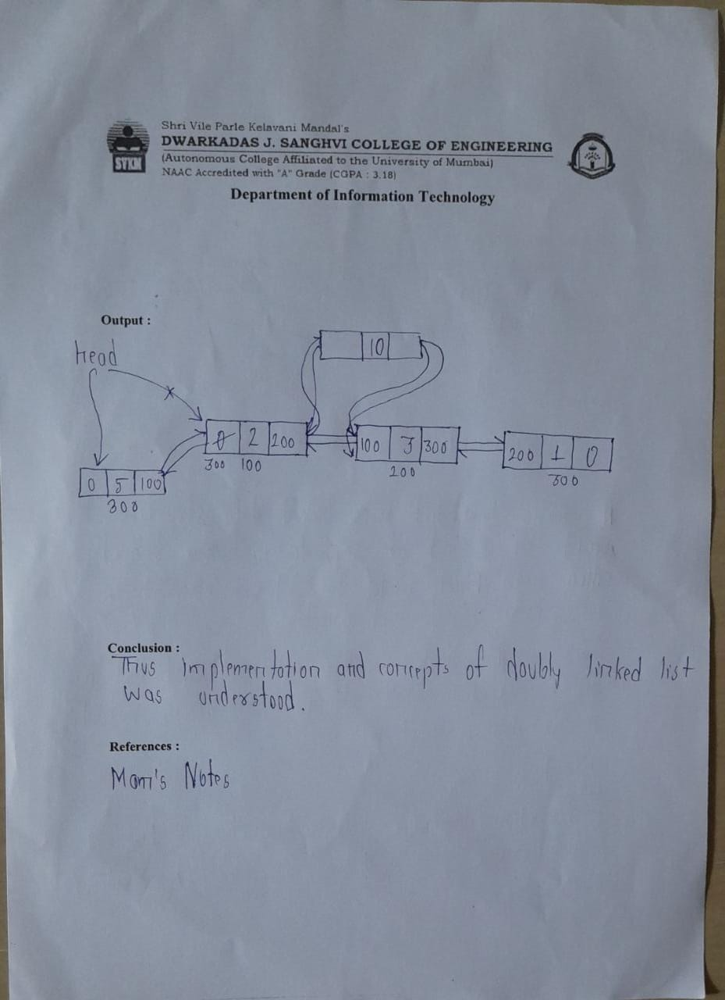 Shri Vile Parle Kelavani Mandal's
DWARKADAS J. SANGHVI COLLEGE OF ENGINEERING
(Autonomous College Affiliated to the University of Mumbai)
NAAC Accredited with "A" Grade (CGPA : 3.18)
SVKM
Department of Information Technology
Output :
Head
10
0 2 200
300 100
100 3 300
200
200 1 0
300
0 5 100
300
Conclusion :
Thus implementation and concepts of doubly linked list
was understood.
References :
Mam's Notes